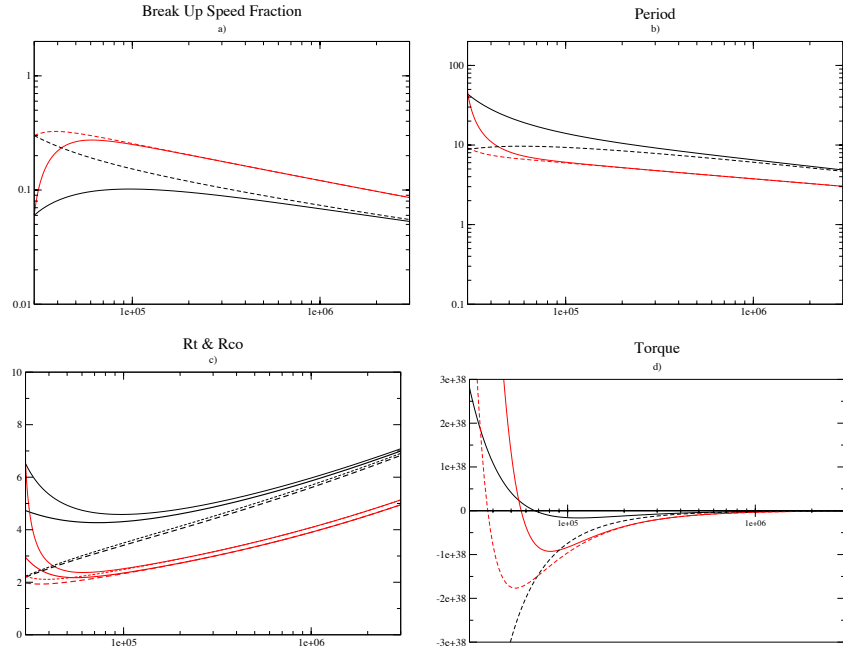 Break Up Speed Fraction
a)
1
0.1
0.01
1e+05
1e+06
Period
b)
100
10
1
0.1
1e+05
1e+06
Rt & Rco
c)
10
8
6
4
2
0
1e+05
1e+06
Torque
d)
3e+38
2e+38
1e+38
0
-1e+38
-2e+38
-3e+38
1e+05
1e+06